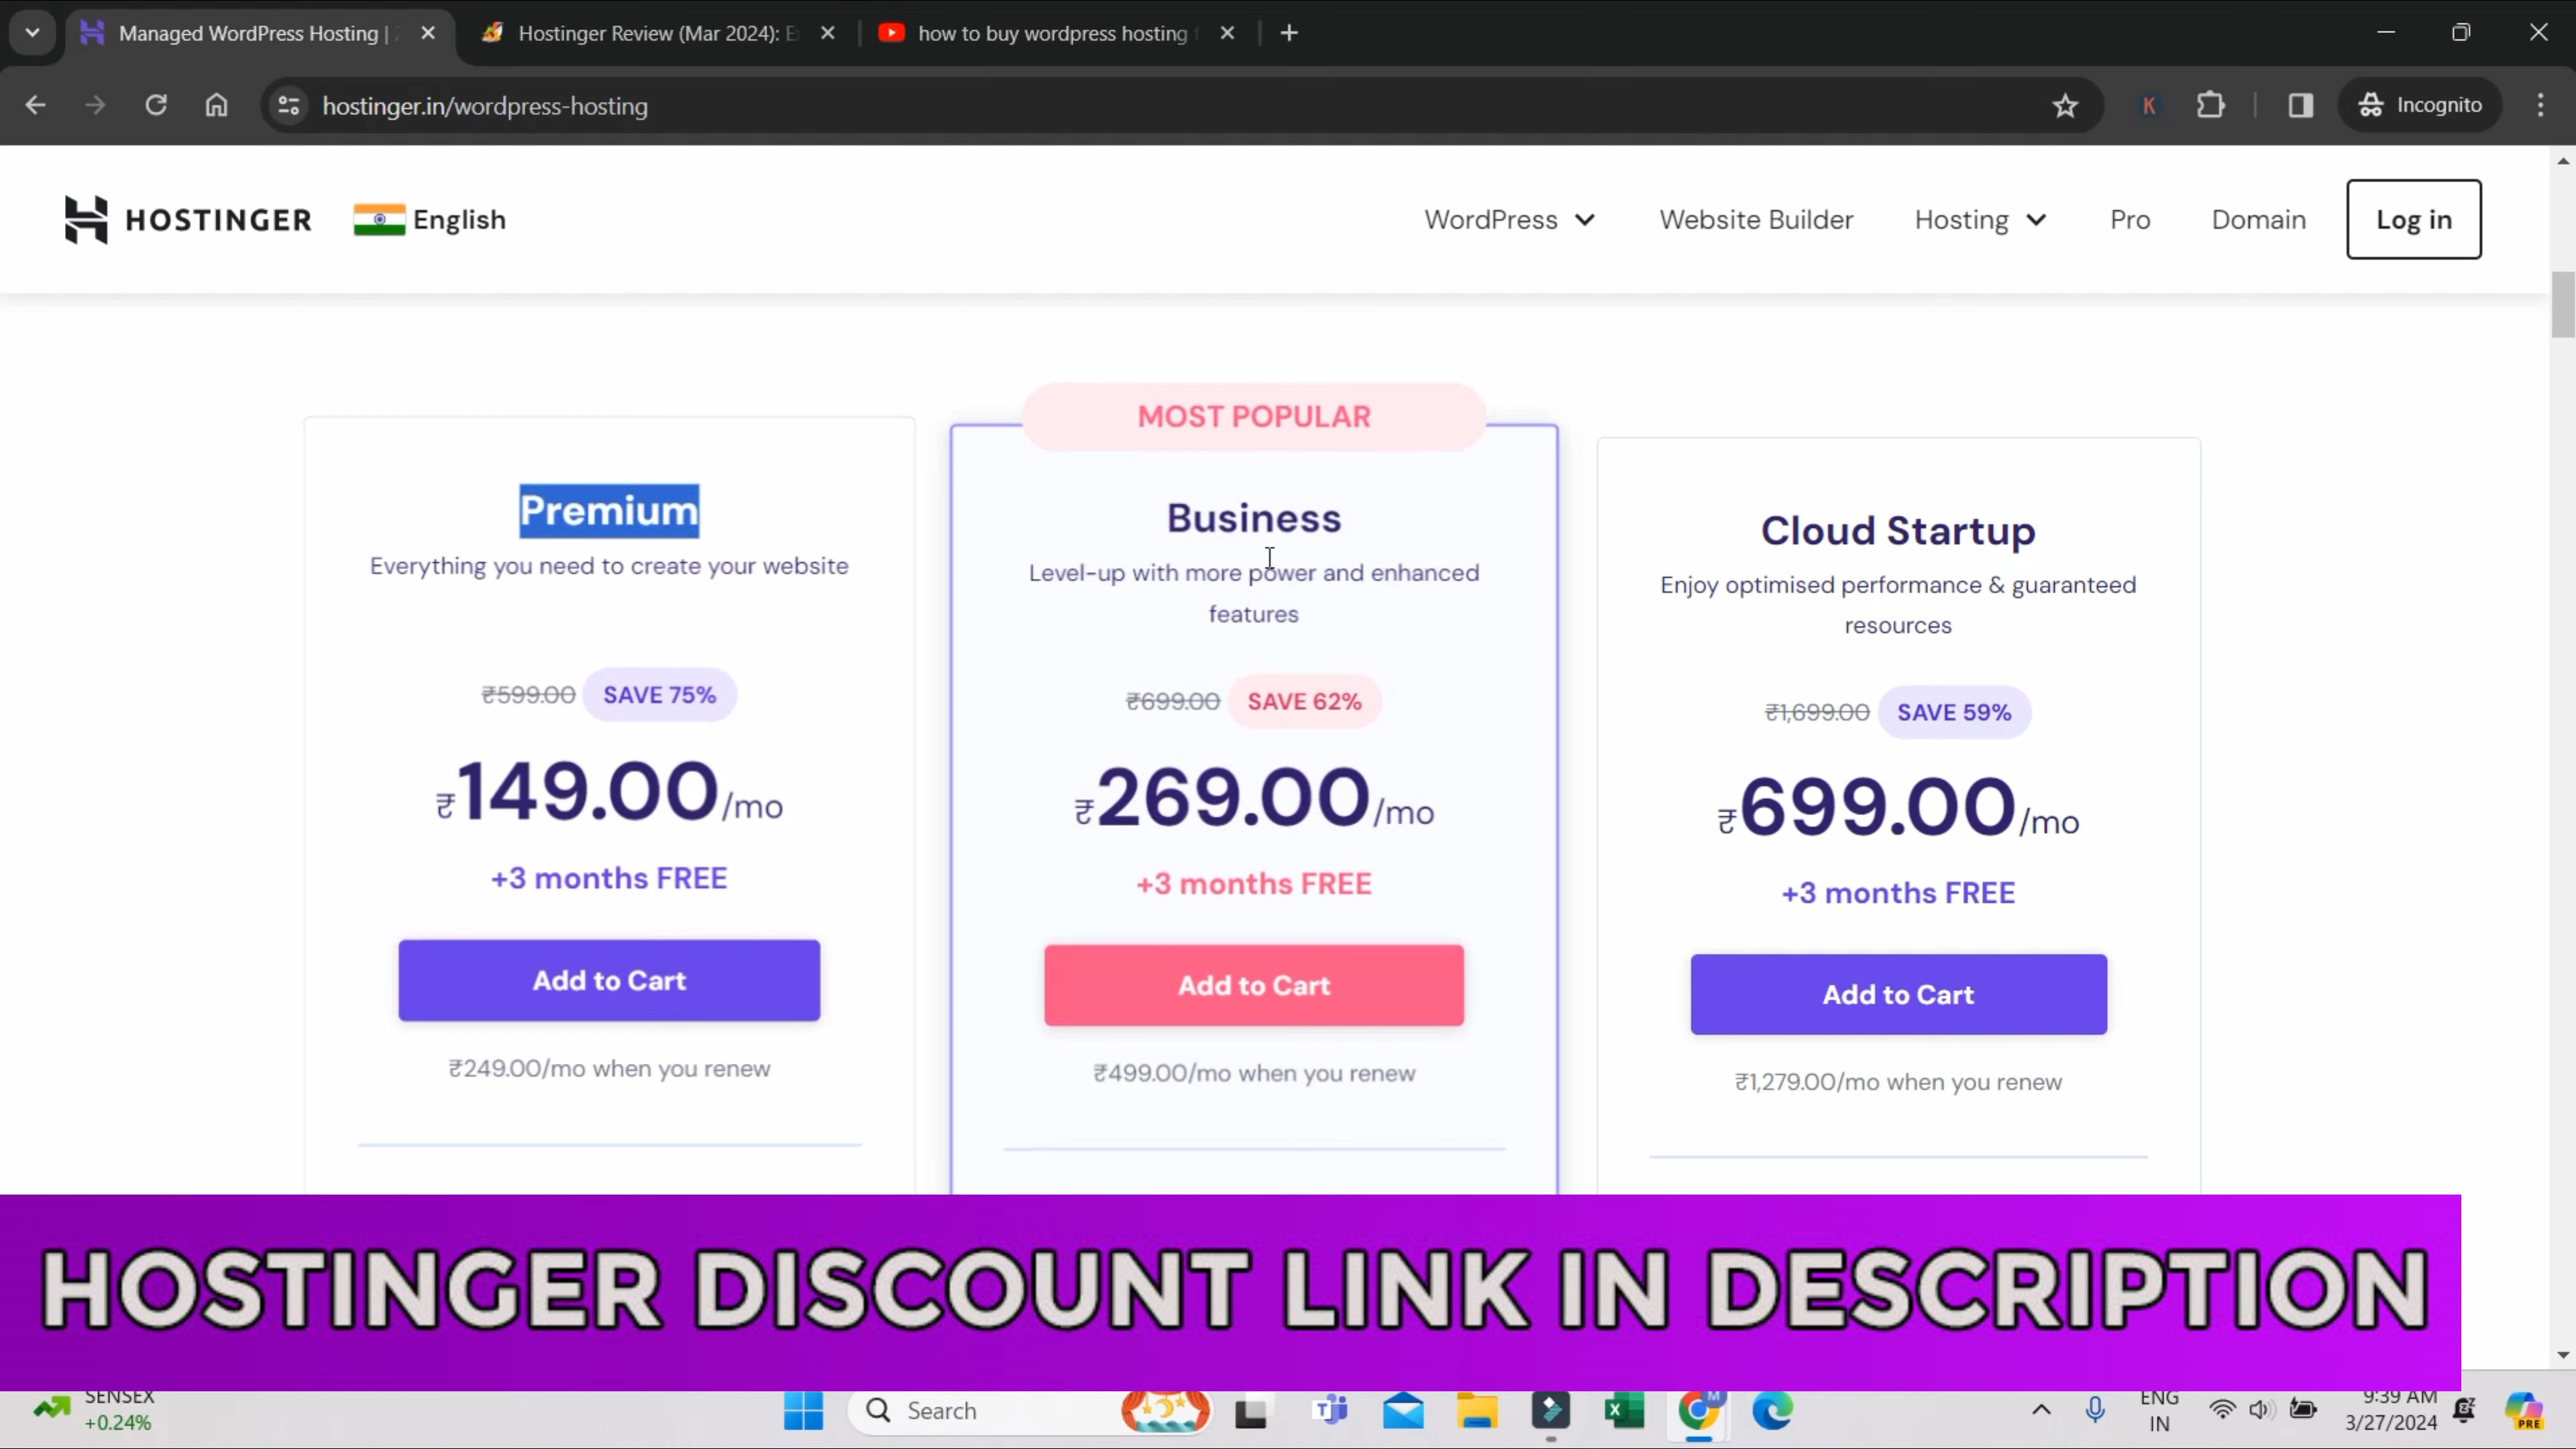 Managed WordPress Hosting |
Hostinger Review (Mar 2024): E
how to buy wordpress hosting
hostinger.in/wordpress-hosting
K
Incognito
HOSTINGER
English
WordPress
Website Builder
Hosting
Pro
Domain
Log in
Premium
Everything you need to create your website
₹599.00 SAVE 75%
₹149.00/mo
+3 months FREE
Add to Cart
₹249.00/mo when you renew
MOST POPULAR
Business
Level-up with more power and enhanced
features
₹699.00 SAVE 62%
₹269.00/mo
+3 months FREE
Add to Cart
₹499.00/mo when you renew
Cloud Startup
Enjoy optimised performance & guaranteed
resources
₹1,699.00 SAVE 59%
₹699.00/mo
+3 months FREE
Add to Cart
₹1,279.00/mo when you renew
HOSTINGER DISCOUNT LINK IN DESCRIPTION
SENSEX
+0.24%
Search
M
ENG
IN
9:39 AM
3/27/2024
PRE